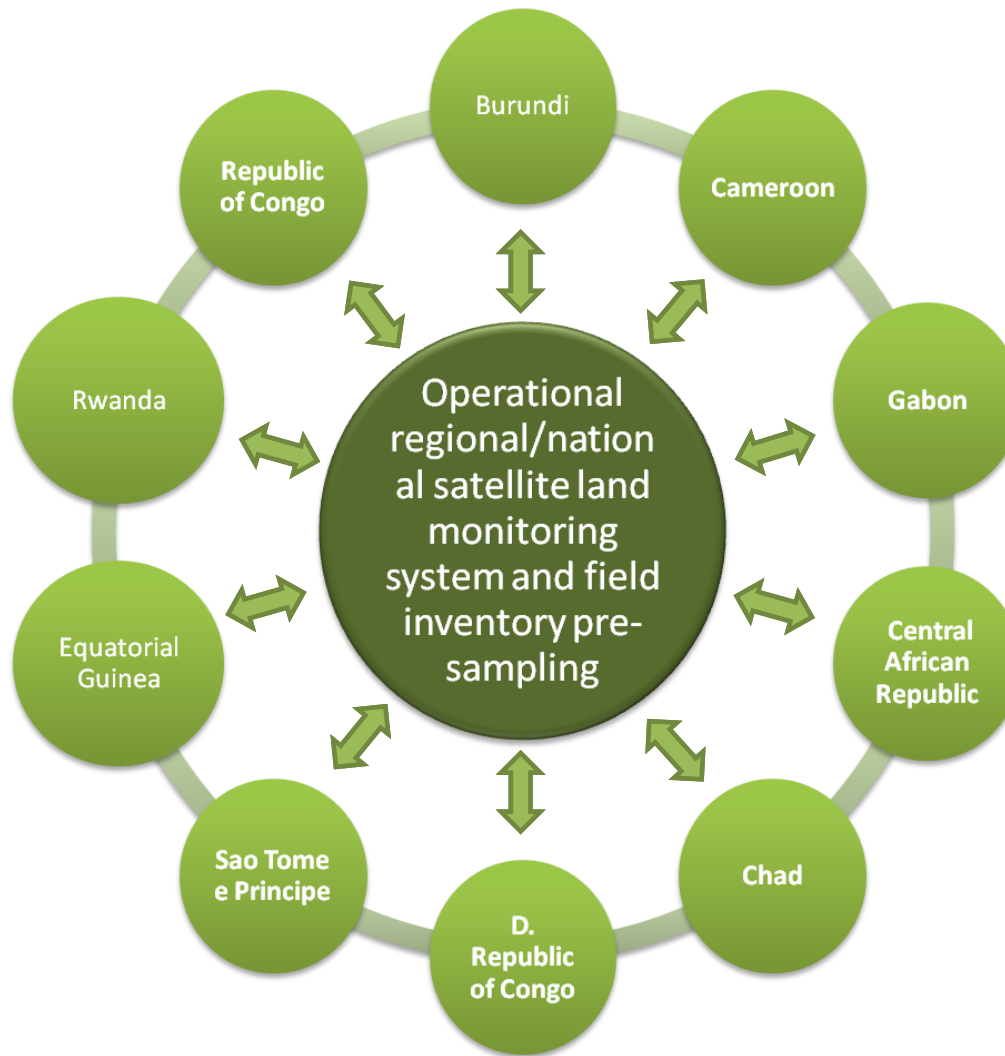 Burundi
Cameroon
Gabon
Central
African
Republic
Chad
D.
Republic
of Congo
Sao Tome
e Principe
Equatorial
Guinea
Rwanda
Republic
of Congo
Operational
regional/nation
al satellite land
monitoring
system and field
inventory pre-
sampling